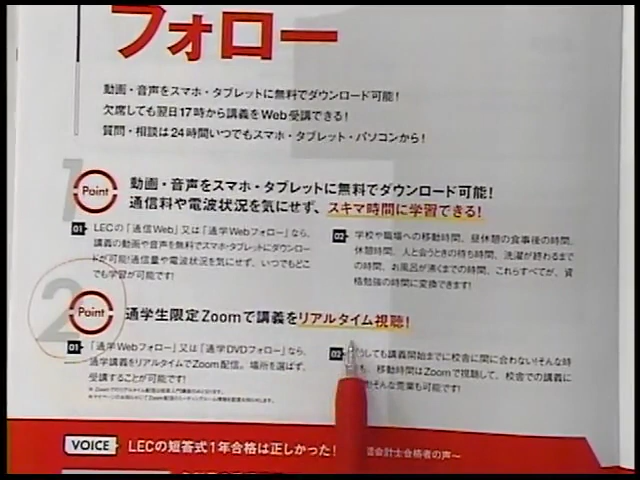 フォロー
動画・音声をスマホ・タブレットに無料でダウンロード可能!
欠席しても翌日17時から講義をWeb受講できる!
質問・相談は24時間いつでもスマホ・タブレット・パソコンから!
1 Point 動画・音声をスマホ・タブレットに無料でダウンロード可能!
通信料や電波状況を気にせず、スキマ時間に学習できる!
01 LECの「通信Web」又は「通学Webフォロー」なら、
講義の動画や音声を無料でスマホ・タブレットにダウンロー
ドが可能!通信量や電波状況を気にせず、いつでもどこ
でも学習が可能です!
02 学校や職場への移動時間、昼休憩の食事後の時間、
休憩時間、人と会うときの待ち時間、洗濯が終わるまで
の時間、お風呂が沸くまでの時間、これらすべてが、資
格勉強の時間に変換できます!
2 Point 通学生限定Zoomで講義をリアルタイム視聴!
01 「通学Webフォロー」又は「通学DVDフォロー」なら、
通学講義をリアルタイムでZoom配信。場所を選ばず、
受講することが可能です!
02 うしても講義開始までに校舎に間に合わない!そんな時
も、移動時間はZoomで視聴して、校舎での講義に
そんな荒業も可能です!
VOICE LECの短答式1年合格は正しかった!
会計士合格者の声~